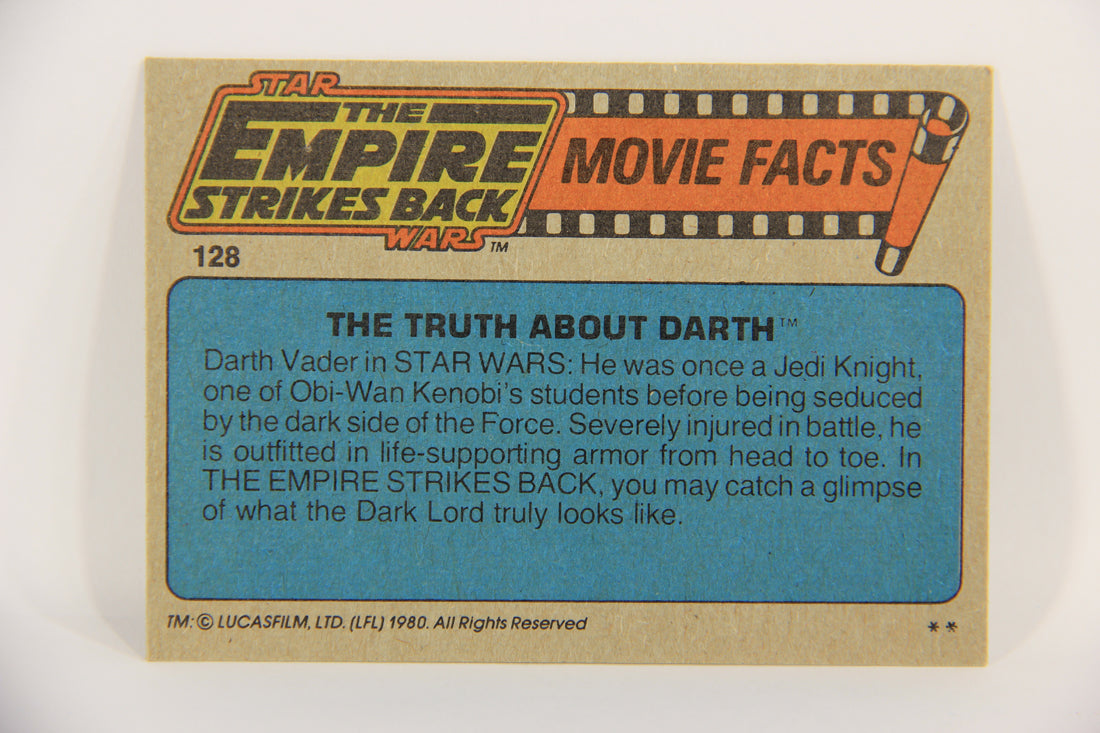 STAR
THE
EMPIRE
STRIKES BACK
WARS™
MOVIE FACTS
128
THE TRUTH ABOUT DARTH™
Darth Vader in STAR WARS: He was once a Jedi Knight,
one of Obi-Wan Kenobi's students before being seduced
by the dark side of the Force. Severely injured in battle, he
is outfitted in life-supporting armor from head to toe. In
THE EMPIRE STRIKES BACK, you may catch a glimpse
of what the Dark Lord truly looks like.
TM: © LUCASFILM, LTD. (LFL) 1980. All Rights Reserved
**